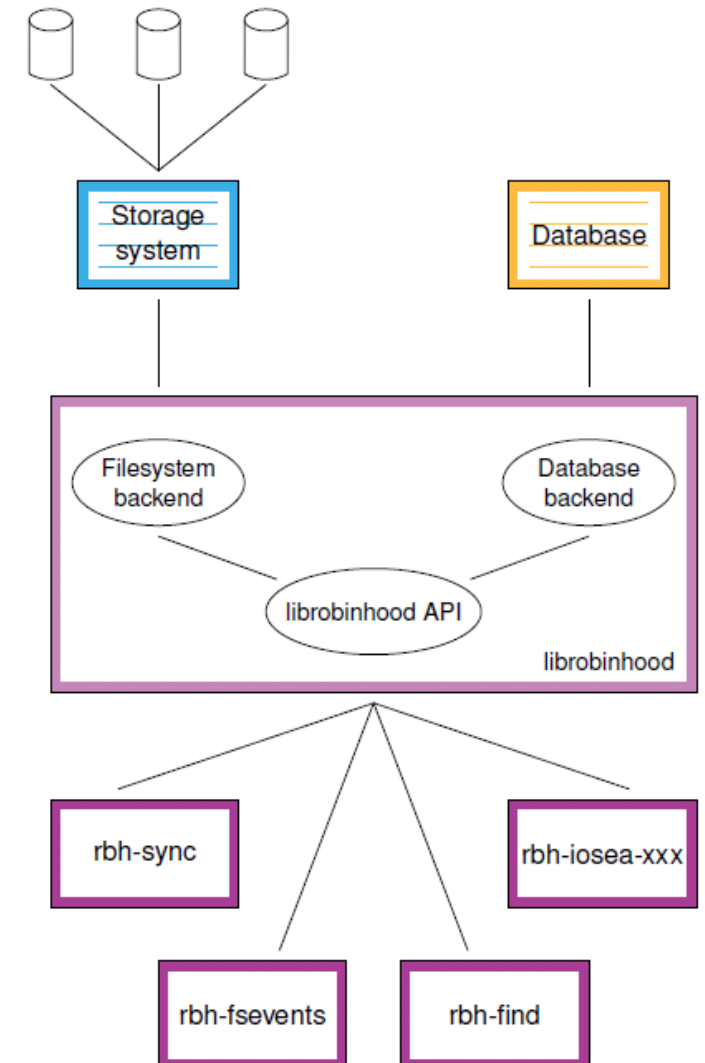 Storage
system
Database
Filesystem
backend
Database
backend
librobinhood API
librobinhood
rbh-sync
rbh-iosea-xxx
rbh-fsevents
rbh-find